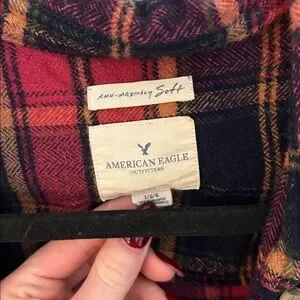 AHH-MAZINGLY Soft
AMERICAN EAGLE
OUTFITTERS
L/G/G